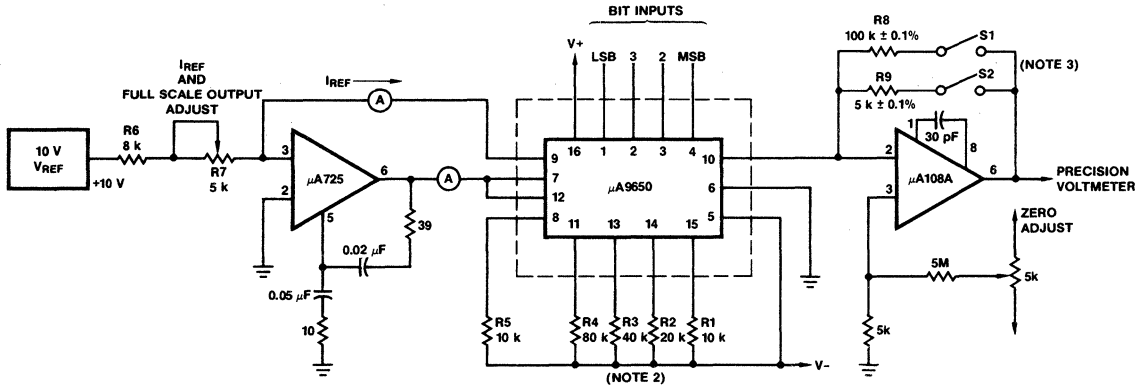 BIT INPUTS
V+
LSB 3 2 MSB
R8
100 k ± 0.1%
S1
(NOTE 3)
R9
5 k ± 0.1%
S2
IREF
AND
FULL SCALE OUTPUT
ADJUST
IREF
A
10 V
VREF
+10 V
R6
8 k
R7
5 k
3
2
μA725
6
5
A
39
0.02 μF
0.05 μF
10
16 1 2 3 4
9
7
12
8
μA9650
10
6
5
11 13 14 15
R5
10 k
R4
80 k
R3
40 k
R2
20 k
R1
10 k
(NOTE 2)
V–
1
30 pF
8
2
3
μA108A
6
PRECISION
VOLTMETER
ZERO
ADJUST
5M
5k
5k